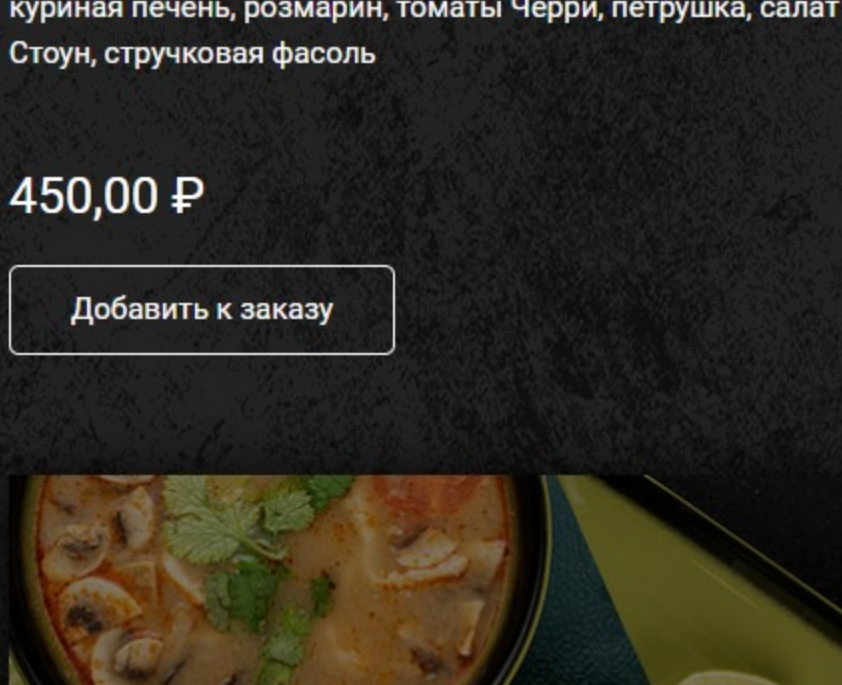 куриная печень, розмарин, томаты Черри, петрушка, салат
Стоун, стручковая фасоль
450,00 ₽
Добавить к заказу